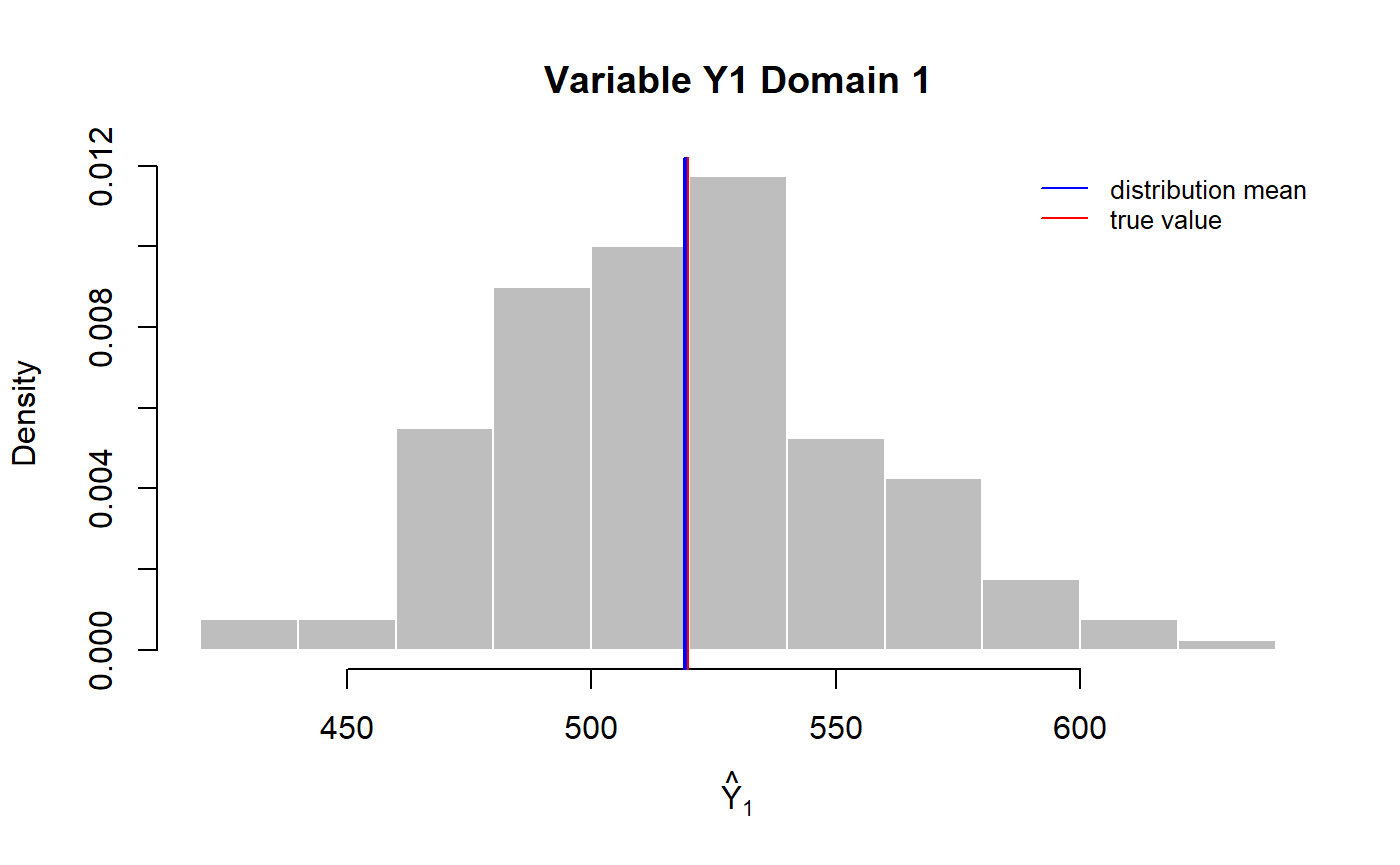 Variable Y1 Domain 1
distribution mean
true value
Density
0.012
0.008
0.004
0.000
450 500 550 600
Ŷ₁